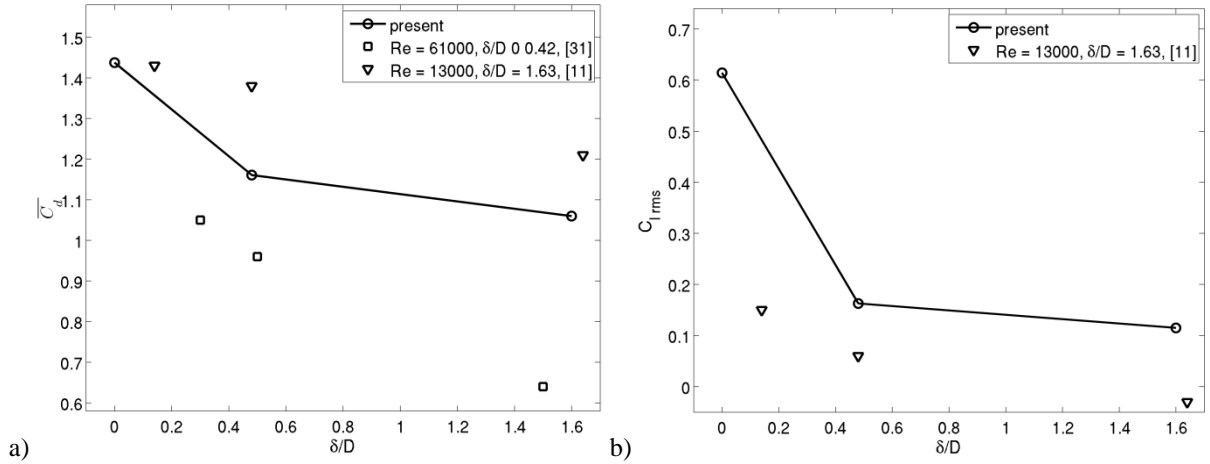 present
Re = 61000, δ/D 0 0.42, [31]
Re = 13000, δ/D = 1.63, [11]
1.5
1.4
1.3
1.2
1.1
1
0.9
0.8
0.7
0.6
C_d
0 0.2 0.4 0.6 0.8 1 1.2 1.4 1.6
δ/D
a)
present
Re = 13000, δ/D = 1.63, [11]
0.7
0.6
0.5
0.4
0.3
0.2
0.1
0
C_l rms
0 0.2 0.4 0.6 0.8 1 1.2 1.4 1.6
δ/D
b)